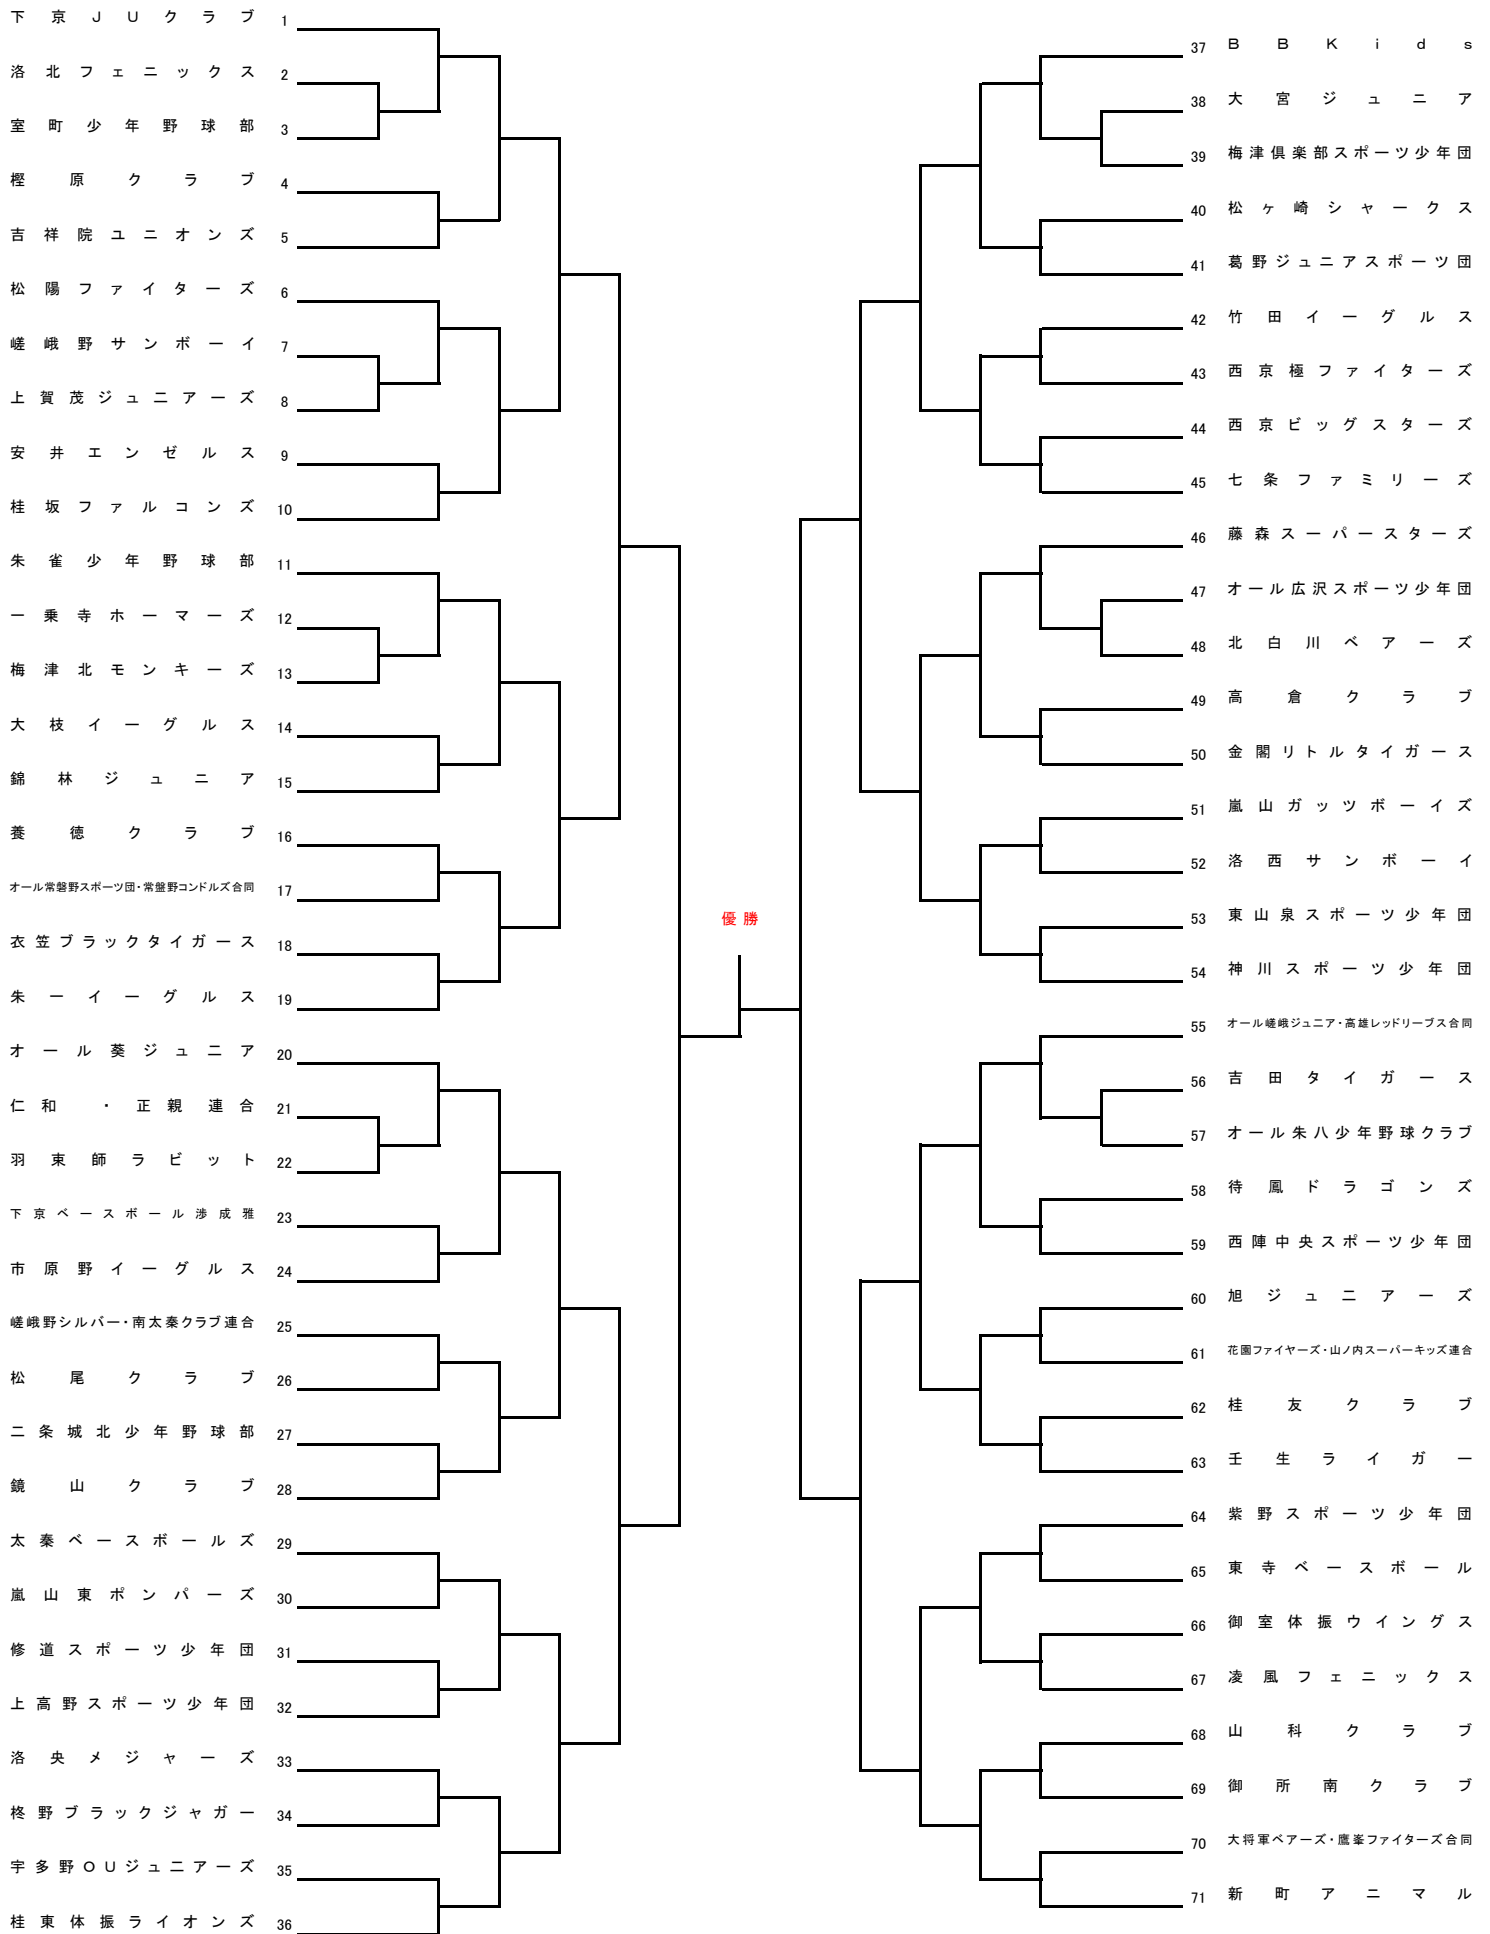 下京JUクラブ 1
洛北フェニックス 2
室町少年野球部 3
樫原クラブ 4
吉祥院ユニオンズ 5
松陽ファイターズ 6
嵯峨野サンボーイ 7
上賀茂ジュニアーズ 8
安井エンゼルス 9
桂坂ファルコンズ 10
朱雀少年野球部 11
一乗寺ホーマーズ 12
梅津北モンキーズ 13
大枝イーグルス 14
錦林ジュニア 15
養徳クラブ 16
オール常磐野スポーツ団・常盤野コンドルズ合同 17
衣笠ブラックタイガース 18
朱一イーグルス 19
オール葵ジュニア 20
仁和・正親連合 21
羽束師ラビット 22
下京ベースボール渉成雅 23
市原野イーグルス 24
嵯峨野シルバー・南太秦クラブ連合 25
松尾クラブ 26
二条城北少年野球部 27
鏡山クラブ 28
太秦ベースボールズ 29
嵐山東ポンパーズ 30
修道スポーツ少年団 31
上高野スポーツ少年団 32
洛央メジャーズ 33
柊野ブラックジャガー 34
宇多野OUジュニアーズ 35
桂東体振ライオンズ 36
優勝
37 BBKids
38 大宮ジュニア
39 梅津倶楽部スポーツ少年団
40 松ヶ崎シャークス
41 葛野ジュニアスポーツ団
42 竹田イーグルス
43 西京極ファイターズ
44 西京ビッグスターズ
45 七条ファミリーズ
46 藤森スーパースターズ
47 オール広沢スポーツ少年団
48 北白川ベアーズ
49 高倉クラブ
50 金閣リトルタイガース
51 嵐山ガッツボーイズ
52 洛西サンボーイ
53 東山泉スポーツ少年団
54 神川スポーツ少年団
55 オール嵯峨ジュニア・高雄レッドリーブス合同
56 吉田タイガース
57 オール朱八少年野球クラブ
58 待鳳ドラゴンズ
59 西陣中央スポーツ少年団
60 旭ジュニアーズ
61 花園ファイヤーズ・山ノ内スーパーキッズ連合
62 桂友クラブ
63 壬生ライガー
64 紫野スポーツ少年団
65 東寺ベースボール
66 御室体振ウイングス
67 凌風フェニックス
68 山科クラブ
69 御所南クラブ
70 大将軍ベアーズ・鷹峯ファイターズ合同
71 新町アニマル